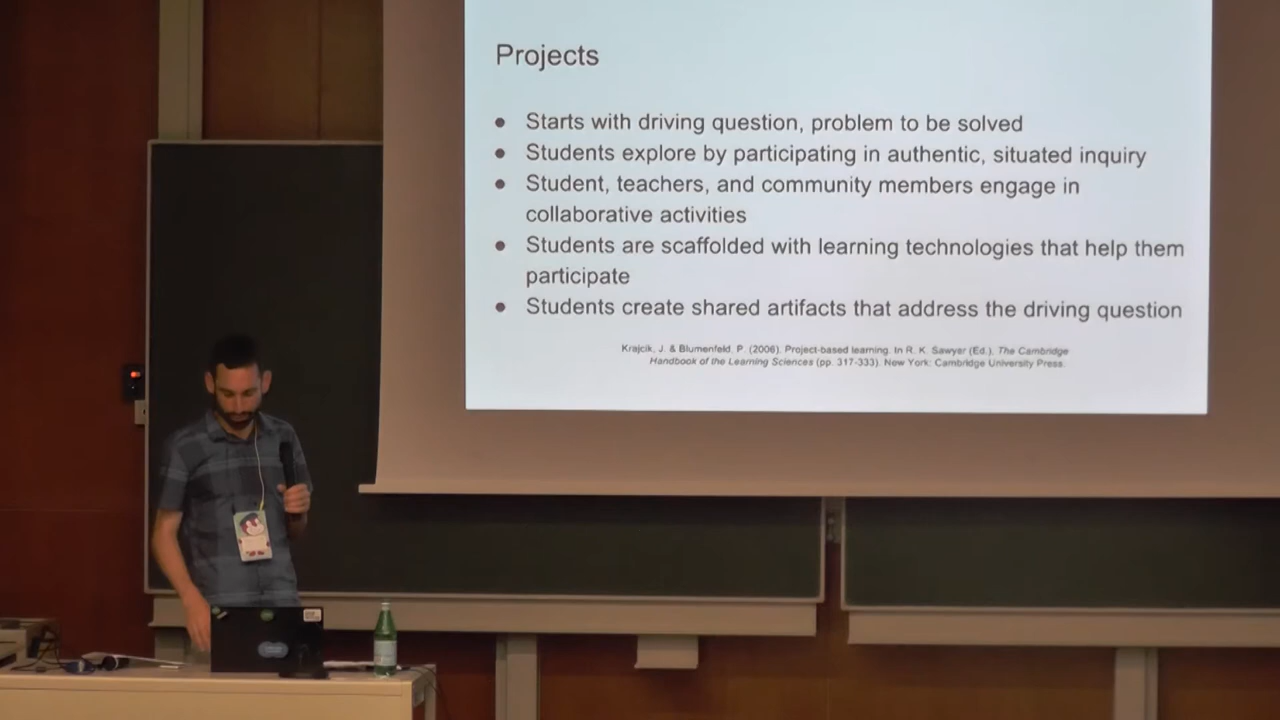 Projects
● Starts with driving question, problem to be solved
● Students explore by participating in authentic, situated inquiry
● Student, teachers, and community members engage in
collaborative activities
● Students are scaffolded with learning technologies that help them
participate
● Students create shared artifacts that address the driving question
Krajcik, J. & Blumenfeld, P. (2006). Project-based learning. In R. K. Sawyer (Ed.), The Cambridge
Handbook of the Learning Sciences (pp. 317-333). New York: Cambridge University Press.